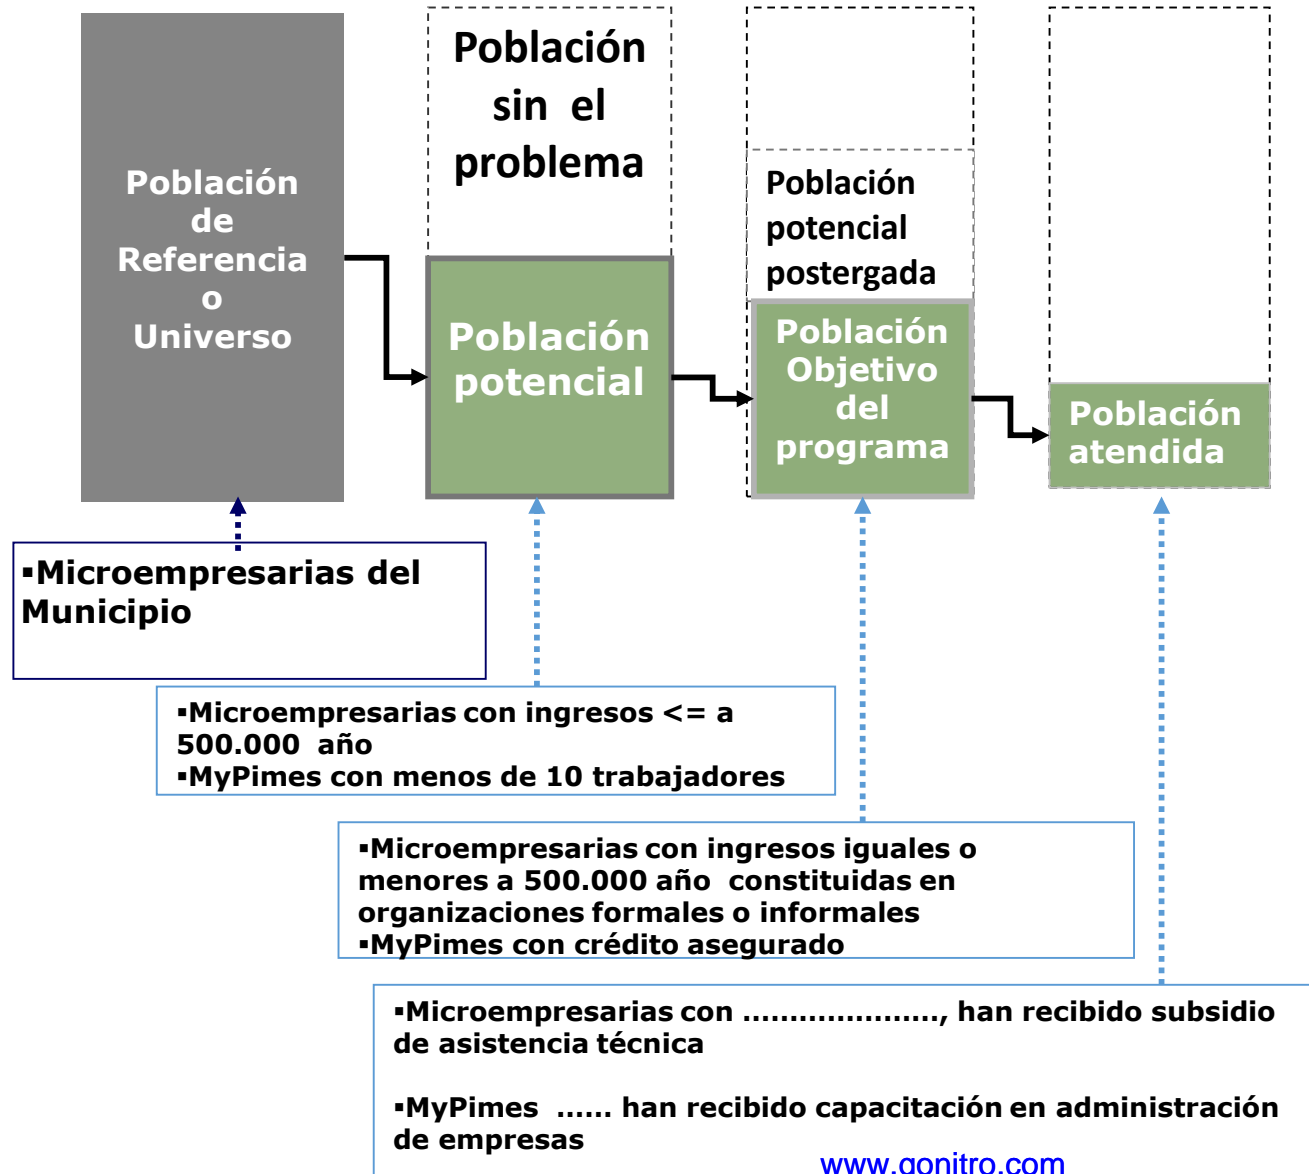 Población
de
Referencia
o
Universo
Población
sin el
problema
Población
potencial
Población
potencial
postergada
Población
Objetivo
del
programa
Población
atendida
▪Microempresarias del
Municipio
▪Microempresarias con ingresos <= a
500.000 año
▪MyPimes con menos de 10 trabajadores
▪Microempresarias con ingresos iguales o
menores a 500.000 año constituidas en
organizaciones formales o informales
▪MyPimes con crédito asegurado
▪Microempresarias con ....................., han recibido subsidio
de asistencia técnica
▪MyPimes ...... han recibido capacitación en administración
de empresas
www.gonitro.com